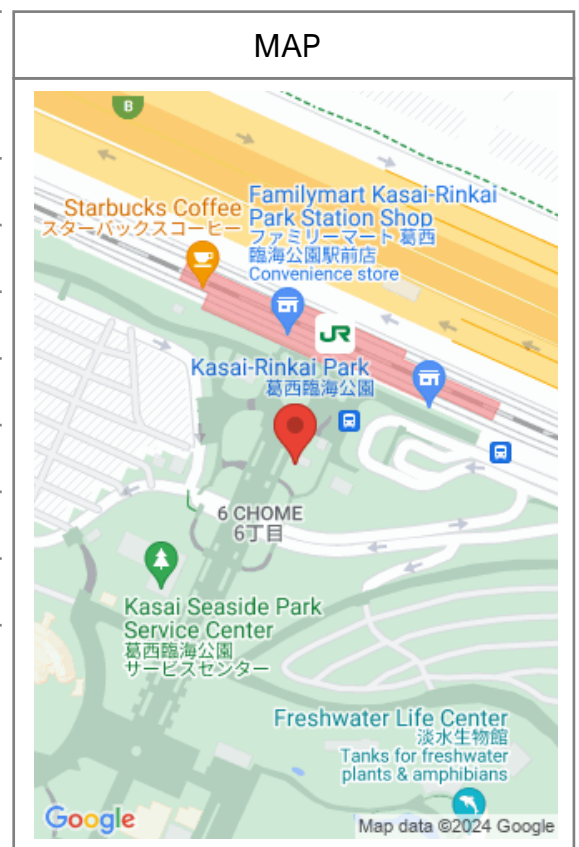 MAP
B
Starbucks Coffee
スターバックスコーヒー
Familymart Kasai-Rinkai
Park Station Shop
ファミリーマート 葛西
臨海公園駅前店
Convenience store
JR
Kasai-Rinkai Park
葛西臨海公園
6 CHOME
6丁目
Kasai Seaside Park
Service Center
葛西臨海公園
サービスセンター
Freshwater Life Center
淡水生物館
Tanks for freshwater
plants & amphibians
Google
Map data ©2024 Google